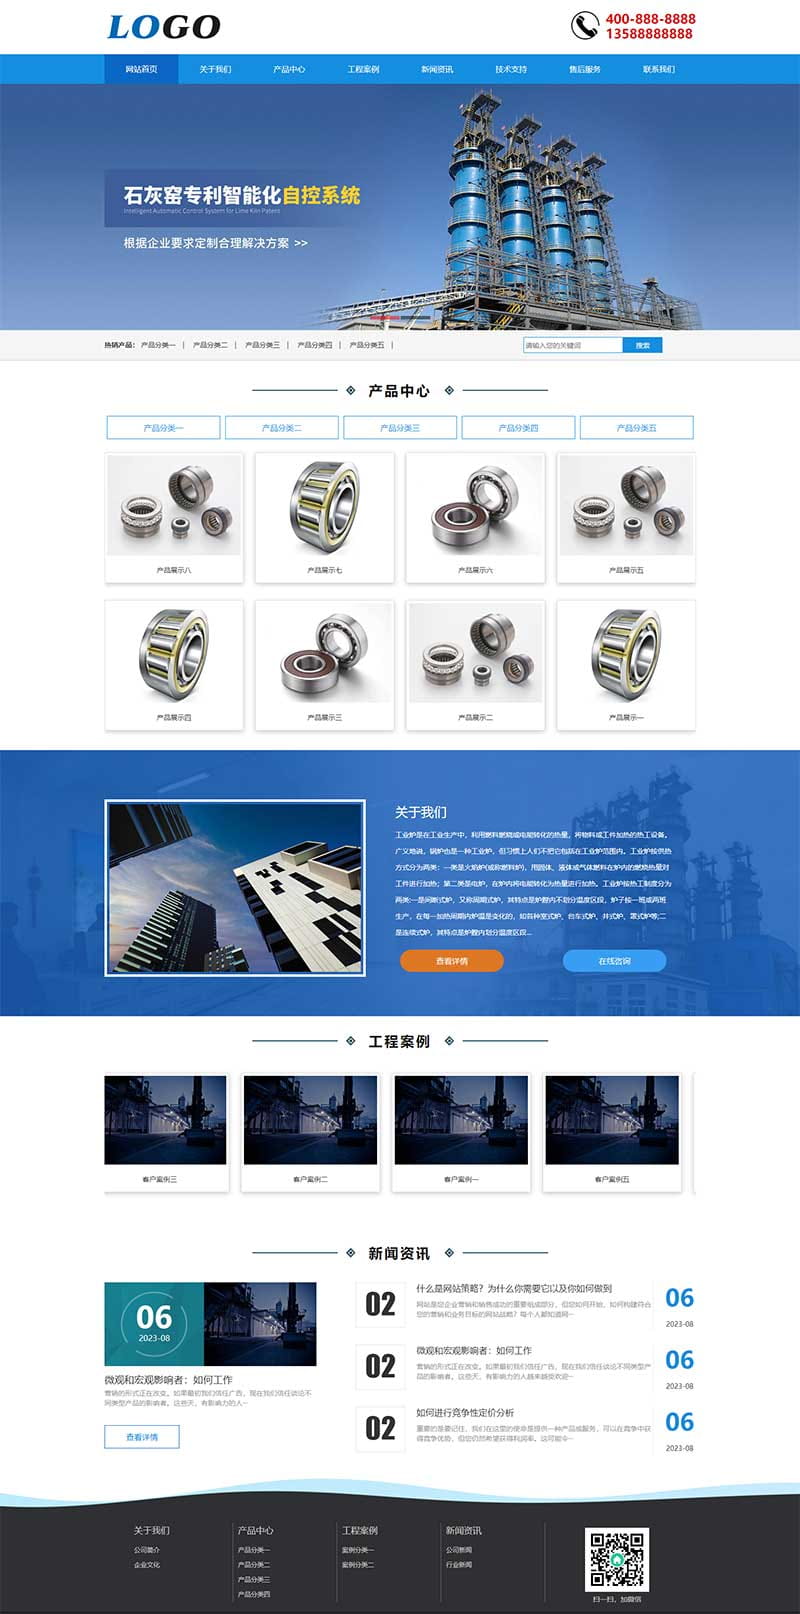 LOGO
400-888-8888
13588888888
网站首页 关于我们 产品中心 工程案例 新闻资讯 技术支持 售后服务 联系我们
石灰窑专利智能化自控系统
Intelligent Automatic Control System for Lime Kiln Patent
根据企业要求定制合理解决方案 >>
热销产品： 产品分类一 | 产品分类二 | 产品分类三 | 产品分类四 | 产品分类五 |
请输入您的关键词 搜索
产品中心
产品分类一 产品分类二 产品分类三 产品分类四 产品分类五
产品展示八 产品展示七 产品展示六 产品展示五
产品展示四 产品展示三 产品展示二 产品展示一
关于我们
工业炉是在工业生产中，利用燃料燃烧或电能转化的热量，将物料或工件加热的热工设备。
广义地说，锅炉也是一种工业炉，但习惯上人们不把它包括在工业炉范围内。工业炉按供热
方式分为两类：一类是火焰炉(或称燃料炉)，用固体、液体或气体燃料在炉内的燃烧热量对
工件进行加热；第二类是电炉，在炉内将电能转化为热量进行加热。工业炉按热工制度分为
两类:一是间断式炉，又称周期式炉，其特点是炉子间断生产，在每一加热周期内炉温是变化的，如各种室式炉、台车式炉、井式炉、罩式炉等;二
是连续式炉，其特点是炉膛内划分温度区段...
查看详情 在线咨询
工程案例
客户案例三 客户案例二 客户案例一 客户案例五
新闻资讯
06
2023-08
微观和宏观影响者：如何工作
营销的形式正在改变。如果最初我们信任广告，现在我们信任谈论不
同类型产品的影响者。这些天，有影响力的人···
查看详情
02
什么是网站策略？为什么你需要它以及你如何做到
网站是您企业营销和销售成功的重要组成部分。但您如何开始，如何构建符合
您的营销和业务目标的网站战略？每个人都知道网···
06
2023-08
02
微观和宏观影响者：如何工作
营销的形式正在改变。如果最初我们信任广告，现在我们信任谈论不同类型产
品的影响者。这些天，有影响力的人越来越受欢迎···
06
2023-08
02
如何进行竞争性定价分析
重要的是要记住，我们在这里的使命是提供一种产品或服务，可以在竞争中获
得竞争优势，但您仍然希望获得利润率。这可能令···
06
2023-08
关于我们 产品中心 工程案例 新闻资讯
公司简介 产品分类一 案例分类一 公司新闻
企业文化 产品分类二 案例分类二 行业新闻
产品分类三
产品分类四
扫一扫，加微信